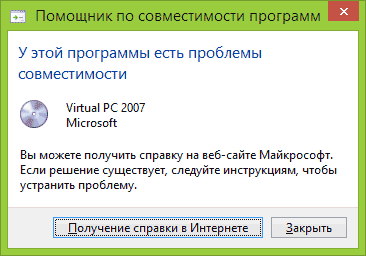 Помощник по совместимости программ
У этой программы есть проблемы
совместимости
Virtual PC 2007
Microsoft
Вы можете получить справку на веб-сайте Майкрософт.
Если решение существует, следуйте инструкциям, чтобы
устранить проблему.
Получение справки в Интернете
Закрыть